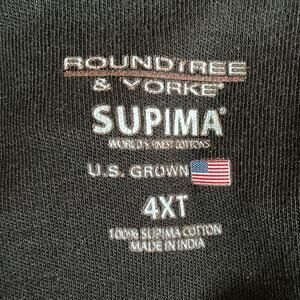 ROUNDTREE
& YORKE®
SUPIMA®
WORLD'S FINEST COTTONS
U.S. GROWN
4XT
100% SUPIMA COTTON
MADE IN INDIA